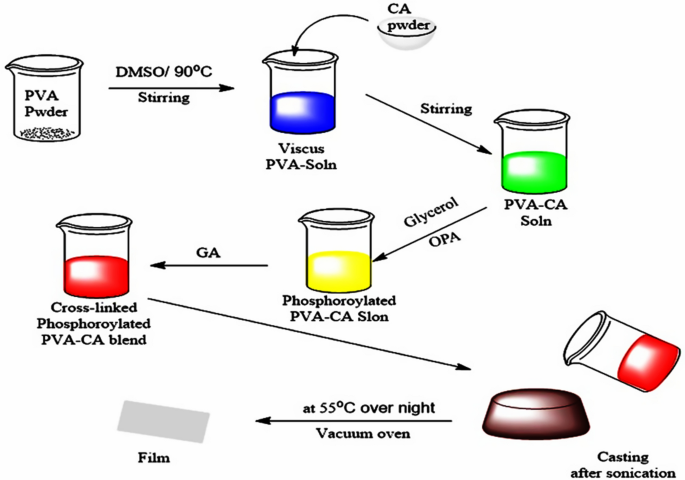 CA
pwder
PVA
Pwder
DMSO/ 90°C
Stirring
Viscus
PVA-Soln
Stirring
PVA-CA
Soln
Glycerol
OPA
Phosphoroylated
PVA-CA Slon
GA
Cross-linked
Phosphoroylated
PVA-CA blend
Casting
after sonication
at 55°C over night
Vacuum oven
Film